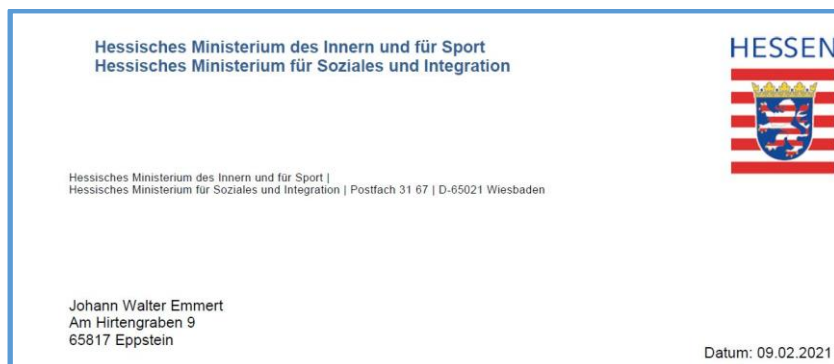 Hessisches Ministerium des Innern und für Sport
Hessisches Ministerium für Soziales und Integration
HESSEN
Hessisches Ministerium des Innern und für Sport |
Hessisches Ministerium für Soziales und Integration | Postfach 31 67 | D-65021 Wiesbaden
Johann Walter Emmert
Am Hirtengraben 9
65817 Eppstein
Datum: 09.02.2021